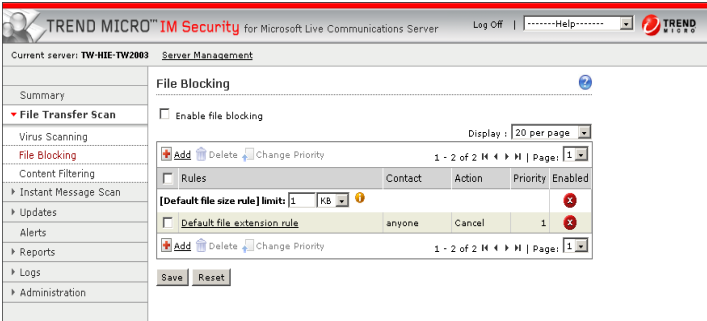 TREND MICRO™ IM Security for Microsoft Live Communications Server
Log Off | -------Help-------
TREND MICRO
Current server: TW-HIE-TW2003 Server Management
File Blocking
Summary
Enable file blocking
File Transfer Scan
Display : 20 per page
Virus Scanning
File Blocking
Add Delete Change Priority 1 - 2 of 2 | Page: 1
Content Filtering
Rules Contact Action Priority Enabled
Instant Message Scan
[Default file size rule] limit: 1 KB
Updates
Default file extension rule anyone Cancel 1
Alerts
Add Delete Change Priority 1 - 2 of 2 | Page: 1
Reports
Logs
Save Reset
Administration